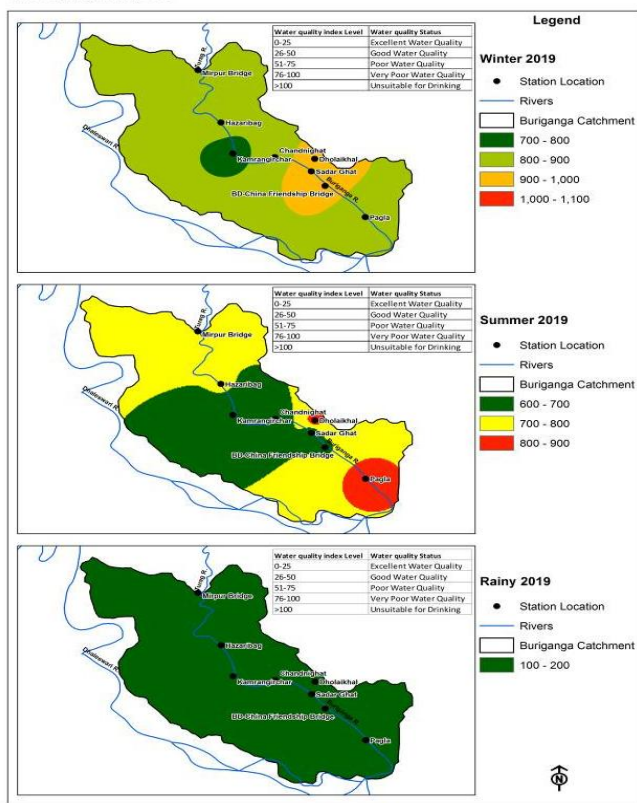 Legend
Water quality index Level Water quality Status
0-25 Excellent Water Quality
26-50 Good Water Quality
51-75 Poor Water Quality
76-100 Very Poor Water Quality
>100 Unsuitable for Drinking
Winter 2019
Station Location
Rivers
Buriganga Catchment
700 - 800
800 - 900
900 - 1,000
1,000 - 1,100
Turag R.
Mirpur Bridge
Dhaleswari R.
Hazaribag
Chandnighat
Kamrangirchar
Dholaikhal
Sadar Ghat
BD-China Friendship Bridge
Buriganga R.
Pagla
Water quality index Level Water quality Status
0-25 Excellent Water Quality
26-50 Good Water Quality
51-75 Poor Water Quality
76-100 Very Poor Water Quality
>100 Unsuitable for Drinking
Summer 2019
Station Location
Rivers
Buriganga Catchment
600 - 700
700 - 800
800 - 900
Turag R.
Mirpur Bridge
Dhaleswari R.
Hazaribag
Chandnighat
Kamrangirchar
Dholaikhal
Sadar Ghat
BD-China Friendship Bridge
Buriganga R.
Pagla
Water quality index Level Water quality Status
0-25 Excellent Water Quality
26-50 Good Water Quality
51-75 Poor Water Quality
76-100 Very Poor Water Quality
>100 Unsuitable for Drinking
Rainy 2019
Station Location
Rivers
Buriganga Catchment
100 - 200
Turag R.
Mirpur Bridge
Dhaleswari R.
Hazaribag
Chandnighat
Kamrangirchar
Dholaikhal
Sadar Ghat
BD-China Friendship Bridge
Buriganga R.
Pagla
N